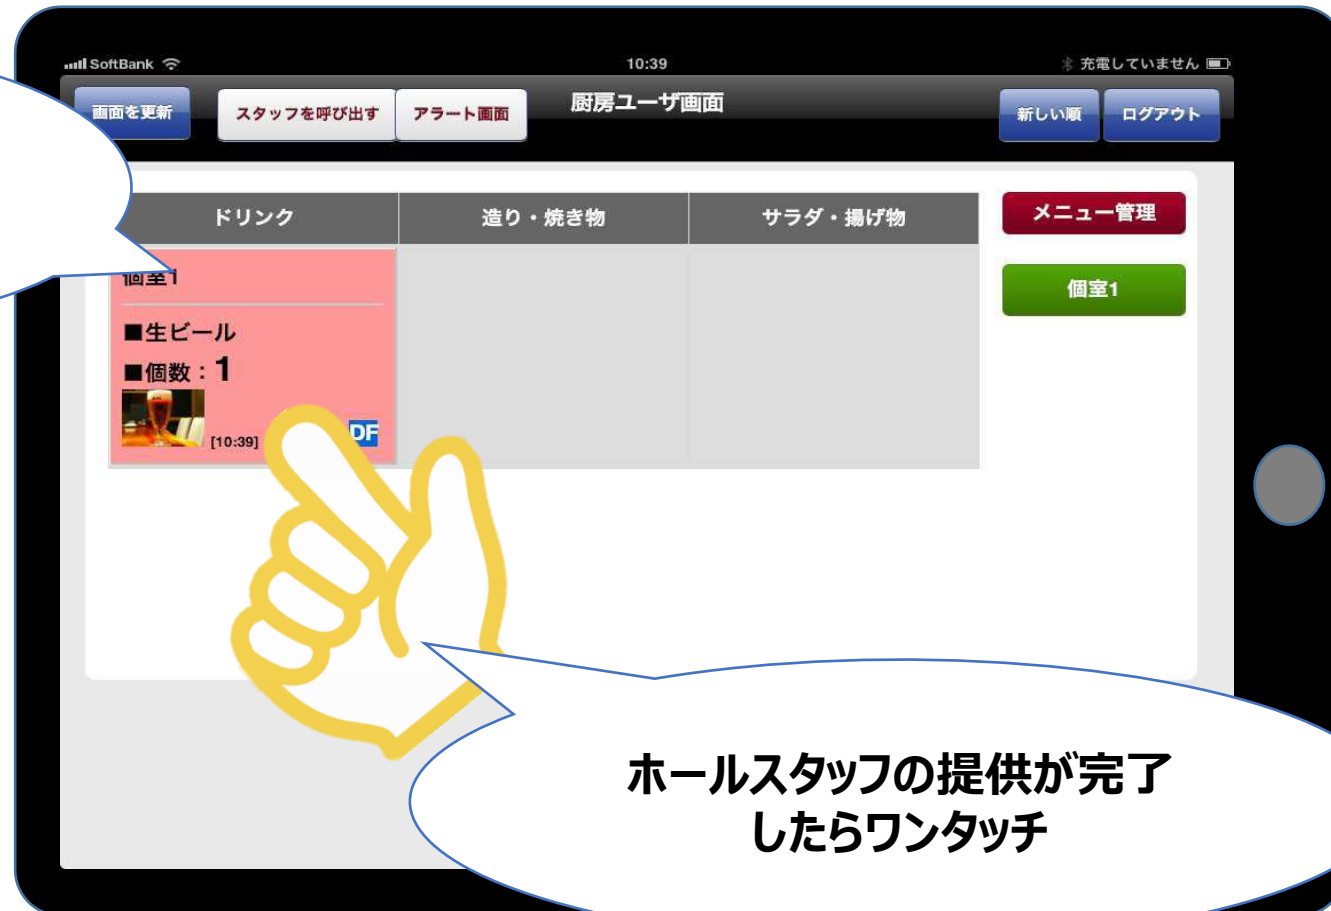 SoftBank
10:39
充電していません
画面を更新
スタッフを呼び出す
アラート画面
厨房ユーザ画面
新しい順
ログアウト
ドリンク
造り・焼き物
サラダ・揚げ物
メニュー管理
個室1
個室1
■生ビール
■個数：1
[10:39]
DF
ホールスタッフの提供が完了
したらワンタッチ